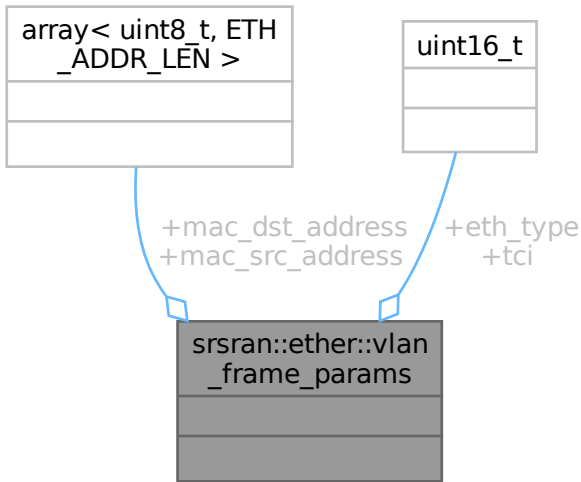 array< uint8_t, ETH
_ADDR_LEN >
uint16_t
+mac_dst_address
+mac_src_address
+eth_type
+tci
srsran::ether::vlan
_frame_params